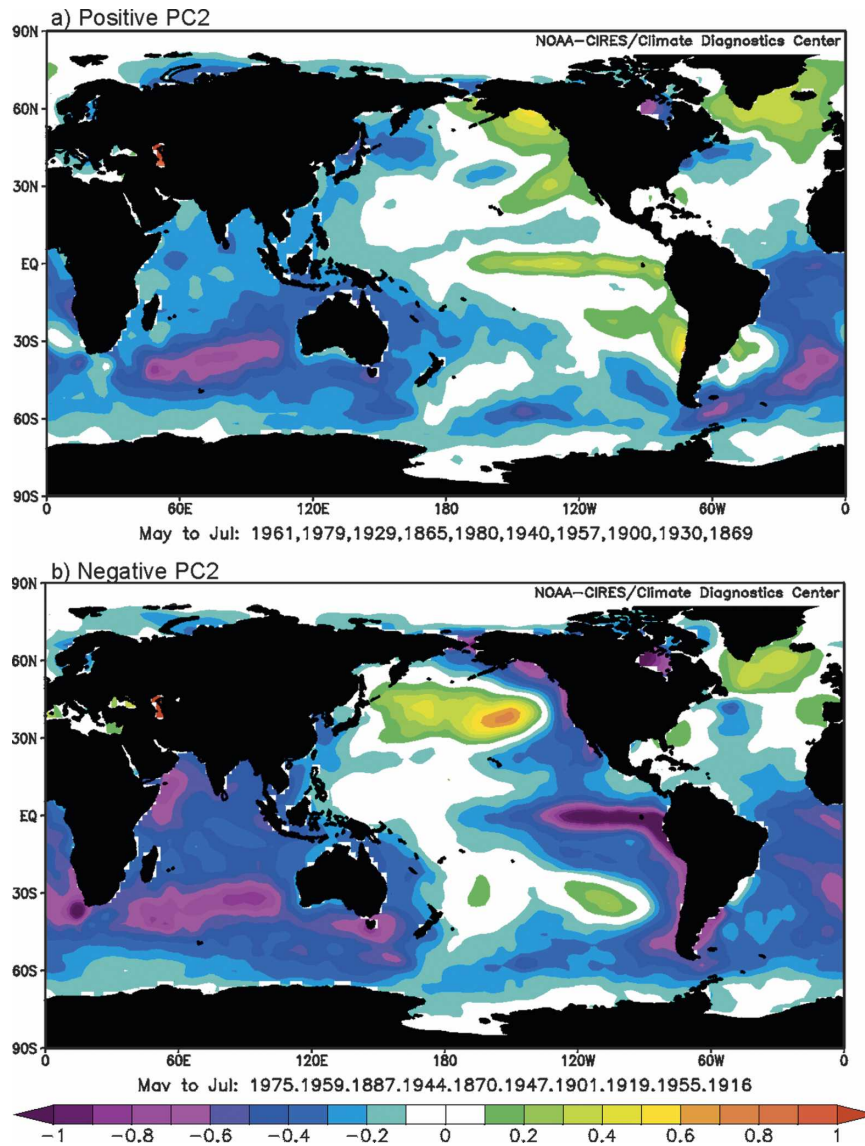 a) Positive PC2
90N
NOAA-CIRES/Climate Diagnostics Center
60N
30N
EQ
30S
60S
90S
0 60E 120E 180 120W 60W 0
May to Jul: 1961,1979,1929,1865,1980,1940,1957,1900,1930,1869
b) Negative PC2
90N
NOAA-CIRES/Climate Diagnostics Center
60N
30N
EQ
30S
60S
90S
0 60E 120E 180 120W 60W 0
May to Jul: 1975,1959,1887,1944,1870,1947,1901,1919,1955,1916
-1 -0.8 -0.6 -0.4 -0.2 0 0.2 0.4 0.6 0.8 1